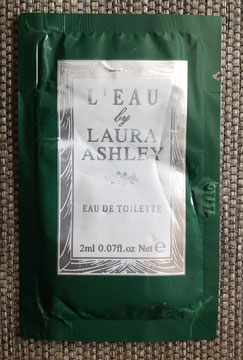 L'EAU
by
LAURA
ASHLEY
EAU DE TOILETTE
2ml 0.07fl.oz Net e